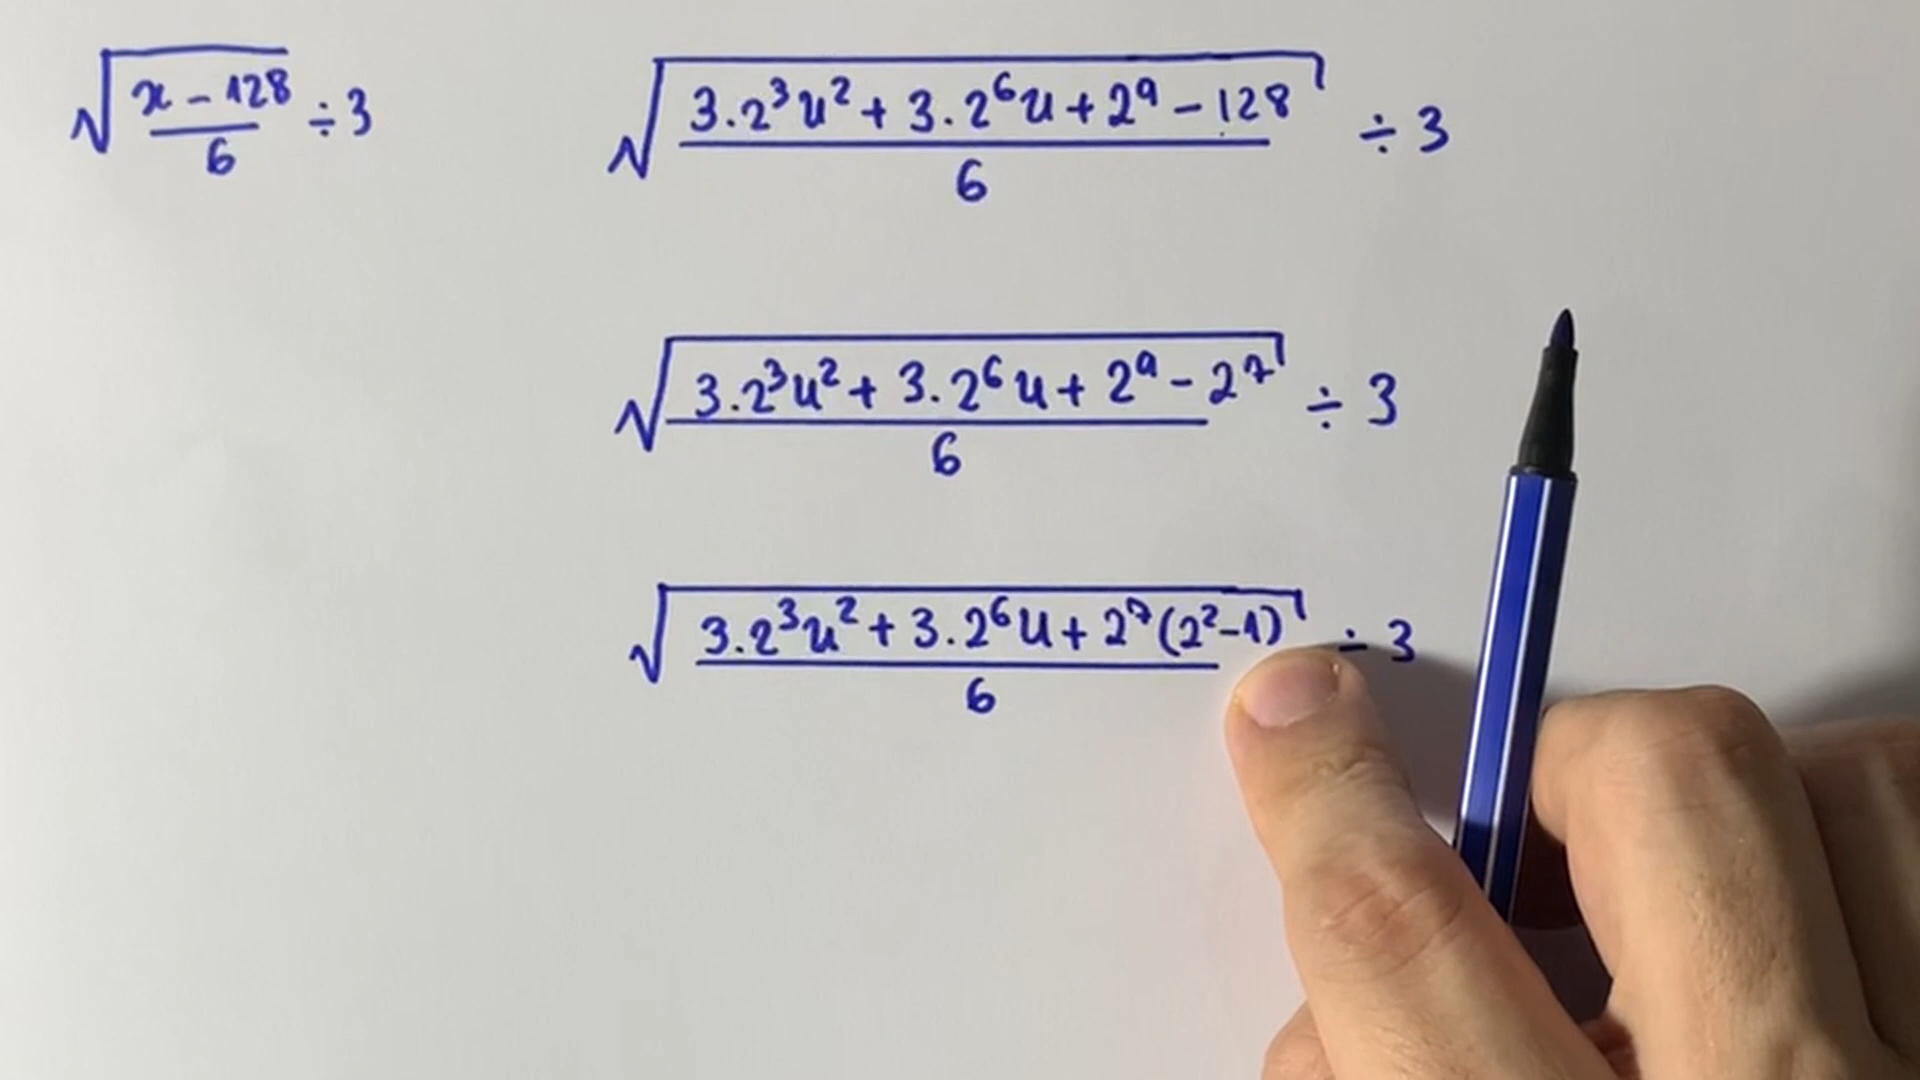 √((x - 128)/6) ÷ 3
√((3.2³u² + 3.2⁶u + 2⁹ - 128)/6) ÷ 3
√((3.2³u² + 3.2⁶u + 2⁹ - 2⁷)/6) ÷ 3
√((3.2³u² + 3.2⁶u + 2⁷(2² - 1))/6) ÷ 3